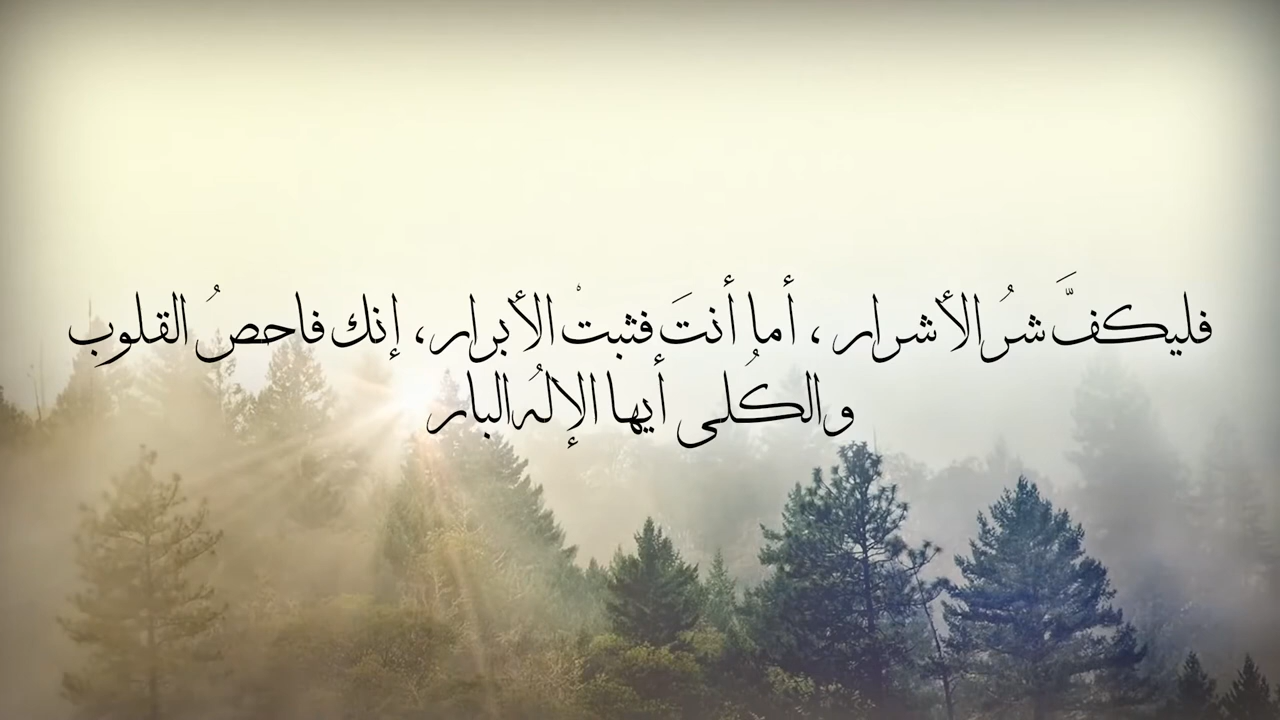 فليكفَّ شرُ الأشرار ، أما أنتَ فثبتْ الأبرار، إنك فاحصُ القلوب
والكُلى أيها الإلهُ البار